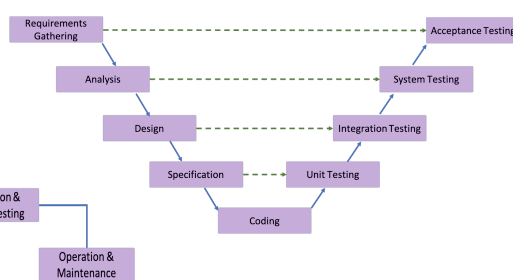 Requirements
Gathering
Acceptance Testing
Analysis
System Testing
Design
Integration Testing
Specification
Unit Testing
on &
esting
Coding
Operation &
Maintenance